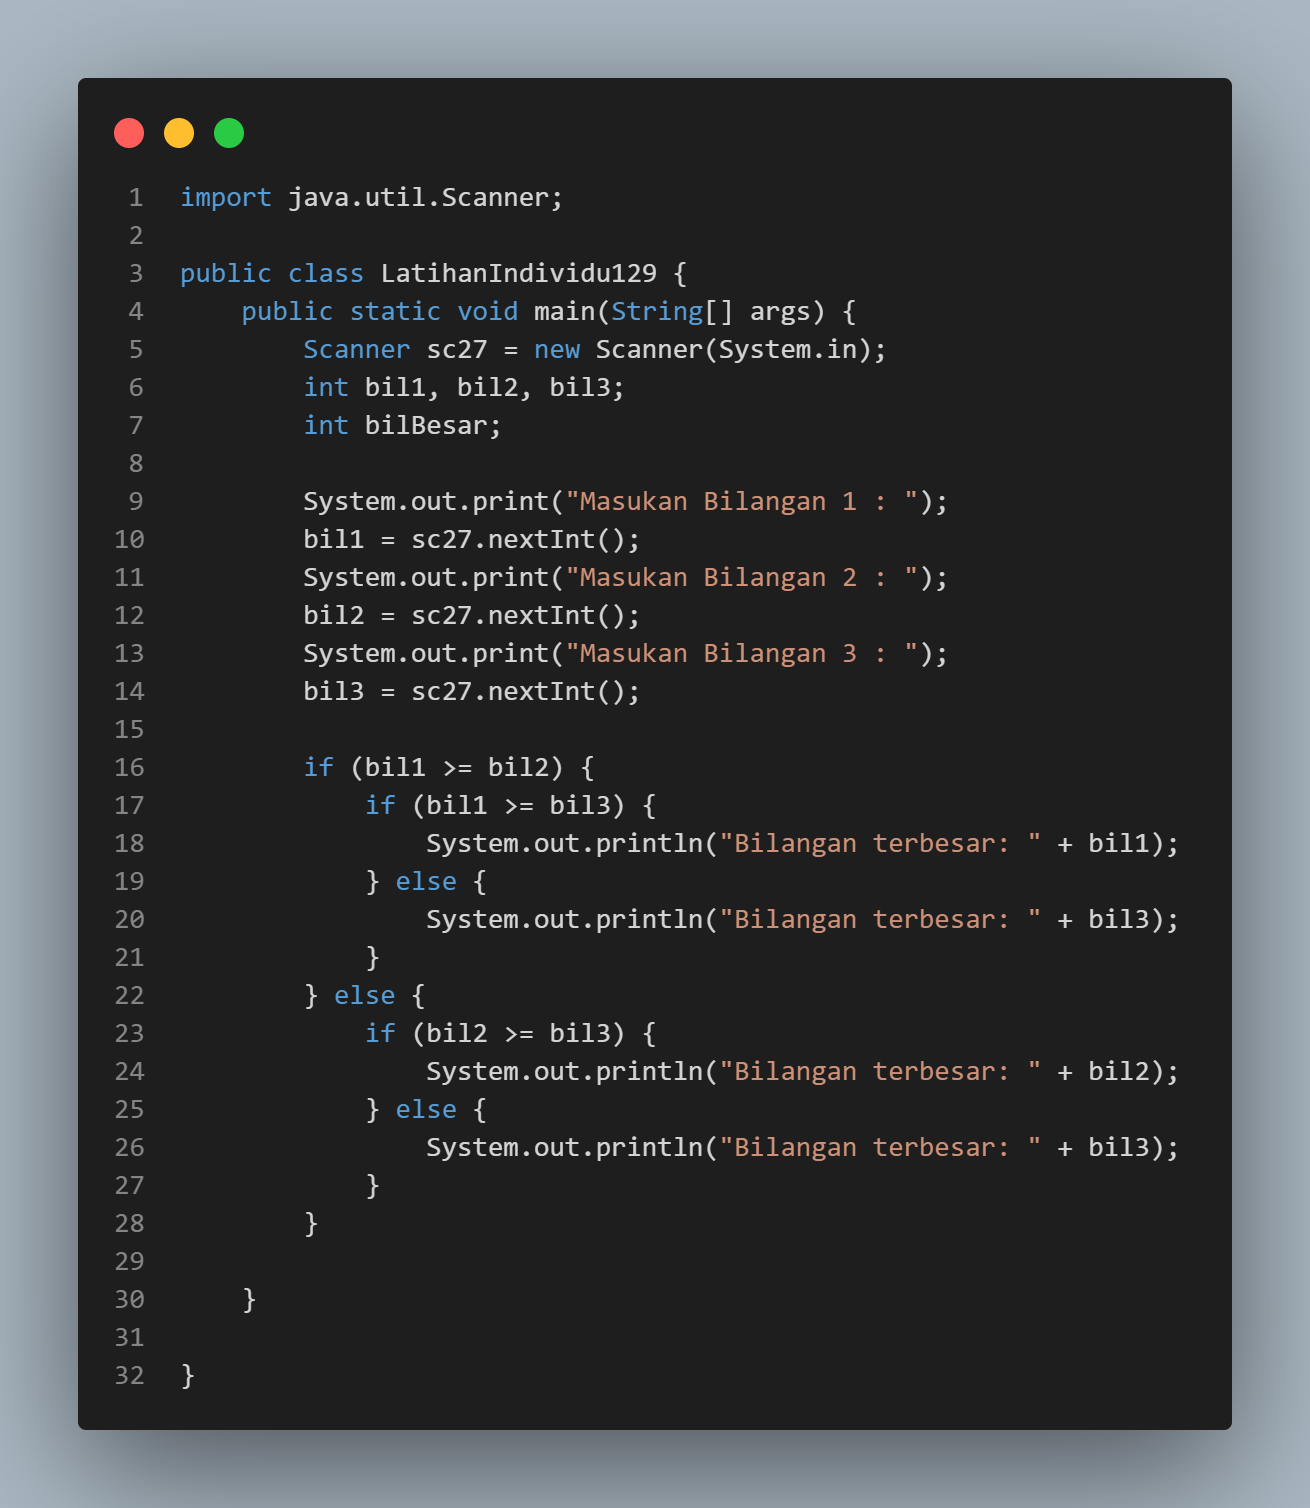 1 import java.util.Scanner;
2
3 public class LatihanIndividu129 {
4     public static void main(String[] args) {
5         Scanner sc27 = new Scanner(System.in);
6         int bil1, bil2, bil3;
7         int bilBesar;
8
9         System.out.print("Masukan Bilangan 1 : ");
10         bil1 = sc27.nextInt();
11         System.out.print("Masukan Bilangan 2 : ");
12         bil2 = sc27.nextInt();
13         System.out.print("Masukan Bilangan 3 : ");
14         bil3 = sc27.nextInt();
15
16         if (bil1 >= bil2) {
17             if (bil1 >= bil3) {
18                 System.out.println("Bilangan terbesar: " + bil1);
19             } else {
20                 System.out.println("Bilangan terbesar: " + bil3);
21             }
22         } else {
23             if (bil2 >= bil3) {
24                 System.out.println("Bilangan terbesar: " + bil2);
25             } else {
26                 System.out.println("Bilangan terbesar: " + bil3);
27             }
28         }
29
30     }
31
32 }